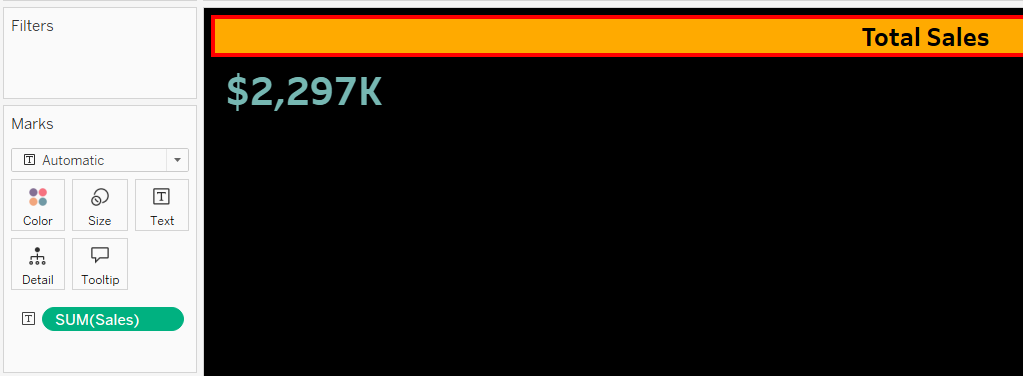 Filters
Total Sales
$2,297K
Marks
Automatic
Color Size Text
Detail Tooltip
SUM(Sales)